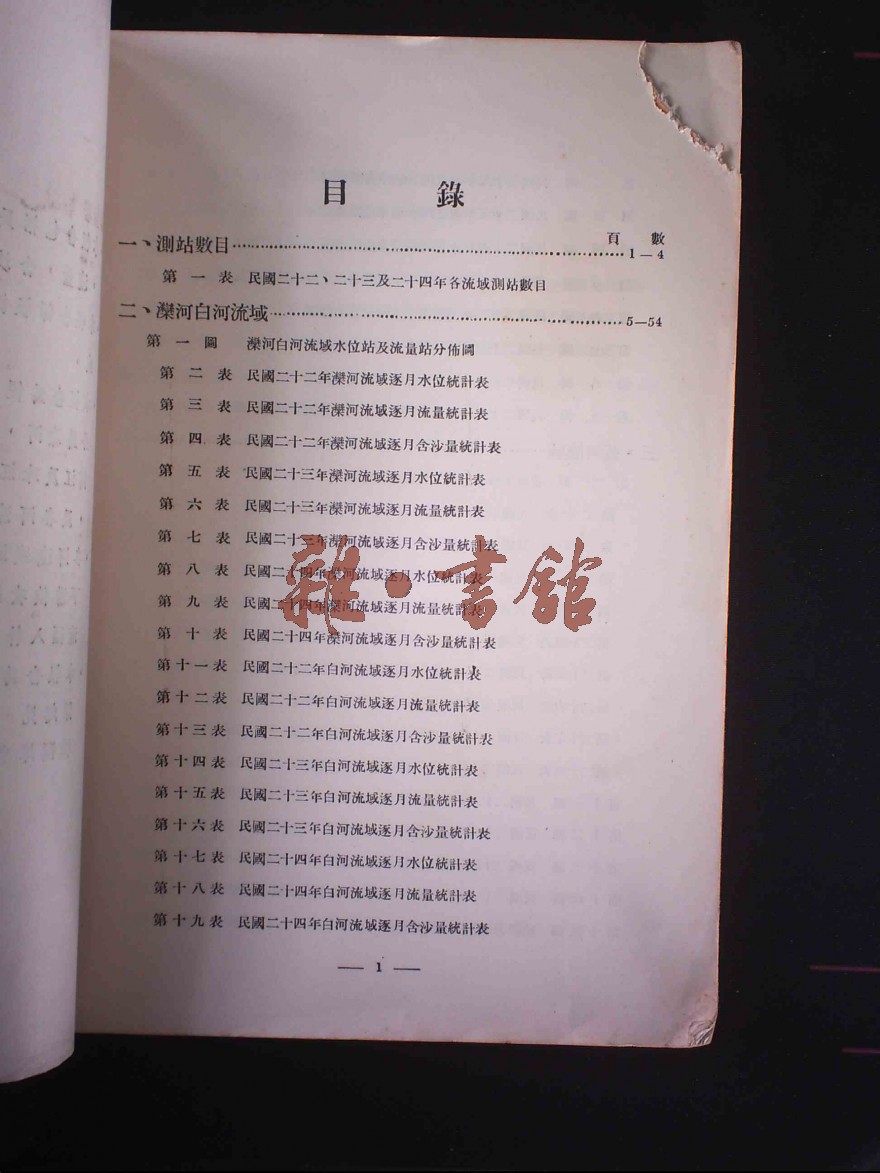 目錄
頁數
一、測站數目 1—4
第一表 民國二十二、二十三及二十四年各流域測站數目
二、灤河白河流域 5—54
第一圖 灤河白河流域水位站及流量站分佈圖
第二表 民國二十二年灤河流域逐月水位統計表
第三表 民國二十二年灤河流域逐月流量統計表
第四表 民國二十二年灤河流域逐月含沙量統計表
第五表 民國二十三年灤河流域逐月水位統計表
第六表 民國二十三年灤河流域逐月流量統計表
第七表 民國二十三年灤河流域逐月含沙量統計表
第八表 民國二十四年灤河流域逐月水位統計表
第九表 民國二十四年灤河流域逐月流量統計表
第十表 民國二十四年灤河流域逐月含沙量統計表
第十一表 民國二十二年白河流域逐月水位統計表
第十二表 民國二十二年白河流域逐月流量統計表
第十三表 民國二十二年白河流域逐月含沙量統計表
第十四表 民國二十三年白河流域逐月水位統計表
第十五表 民國二十三年白河流域逐月流量統計表
第十六表 民國二十三年白河流域逐月含沙量統計表
第十七表 民國二十四年白河流域逐月水位統計表
第十八表 民國二十四年白河流域逐月流量統計表
第十九表 民國二十四年白河流域逐月含沙量統計表
— 1 —
雜·書館